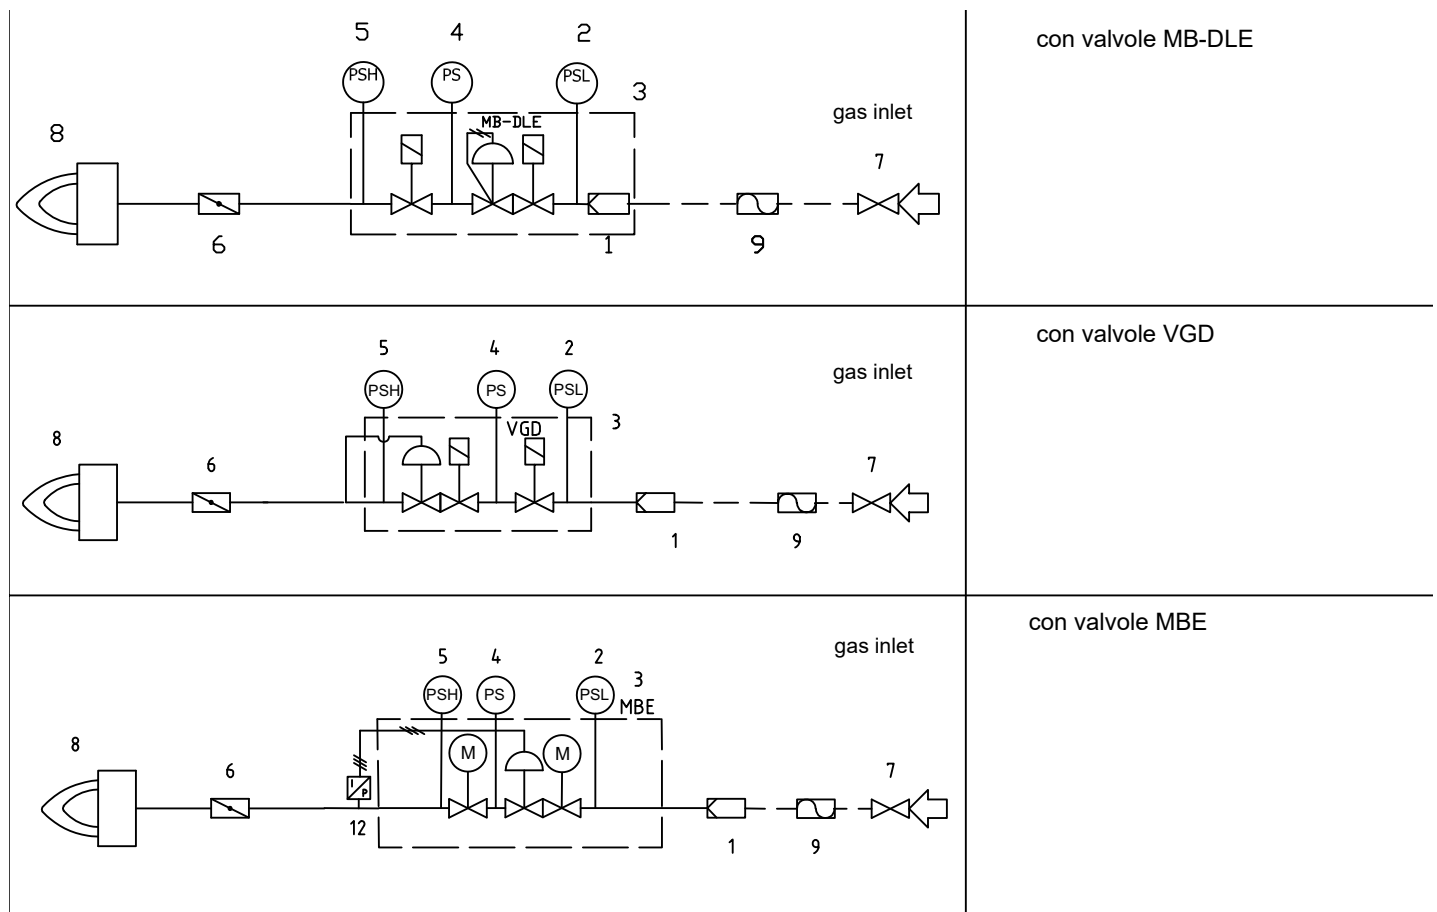 5 4 2 con valvole MB-DLE
PSH PS PSL 3
MB-DLE gas inlet
8
7
6 1 9
con valvole VGD
5 4 2
gas inlet
PSH PS PSL
VGD 3
8
6 7
1 9
con valvole MBE
gas inlet
5 4 2
3
PSH PS PSL
MBE
8 M M
6 7
I
P
12
1 9